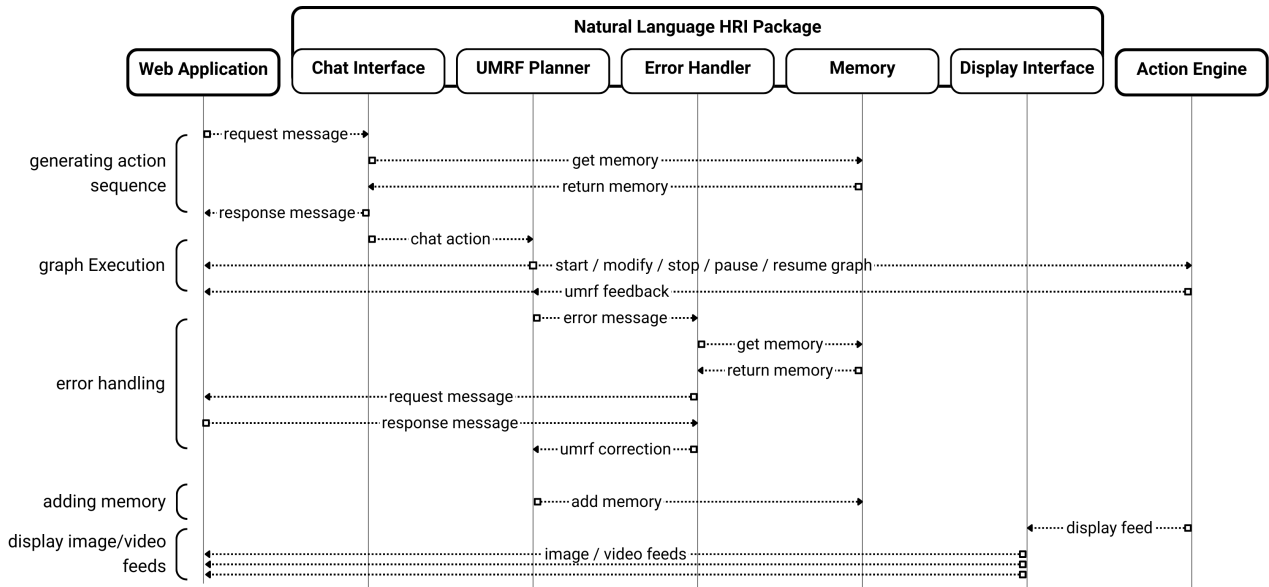 Natural Language HRI Package
Web Application
Chat Interface
UMRF Planner
Error Handler
Memory
Display Interface
Action Engine
generating action
sequence
request message
get memory
return memory
response message
graph Execution
chat action
start / modify / stop / pause / resume graph
umrf feedback
error handling
error message
get memory
return memory
request message
response message
umrf correction
adding memory
add memory
display image/video
feeds
display feed
image / video feeds